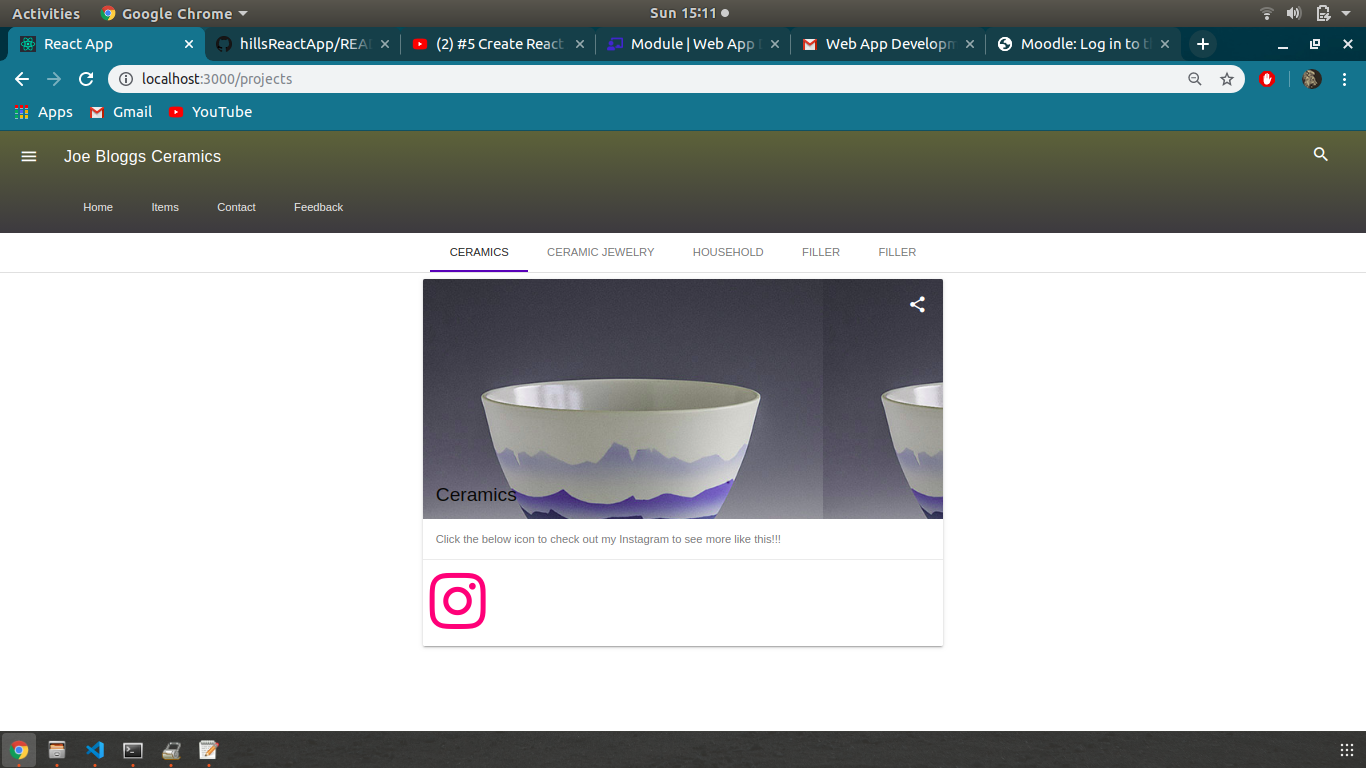 Activities Google Chrome Sun 15:11
React App hillsReactApp/REA (2) #5 Create React Module | Web App Web App Developm Moodle: Log in to
localhost:3000/projects
Apps Gmail YouTube
Joe Bloggs Ceramics
Home Items Contact Feedback
CERAMICS CERAMIC JEWELRY HOUSEHOLD FILLER FILLER
Ceramics
Click the below icon to check out my Instagram to see more like this!!!